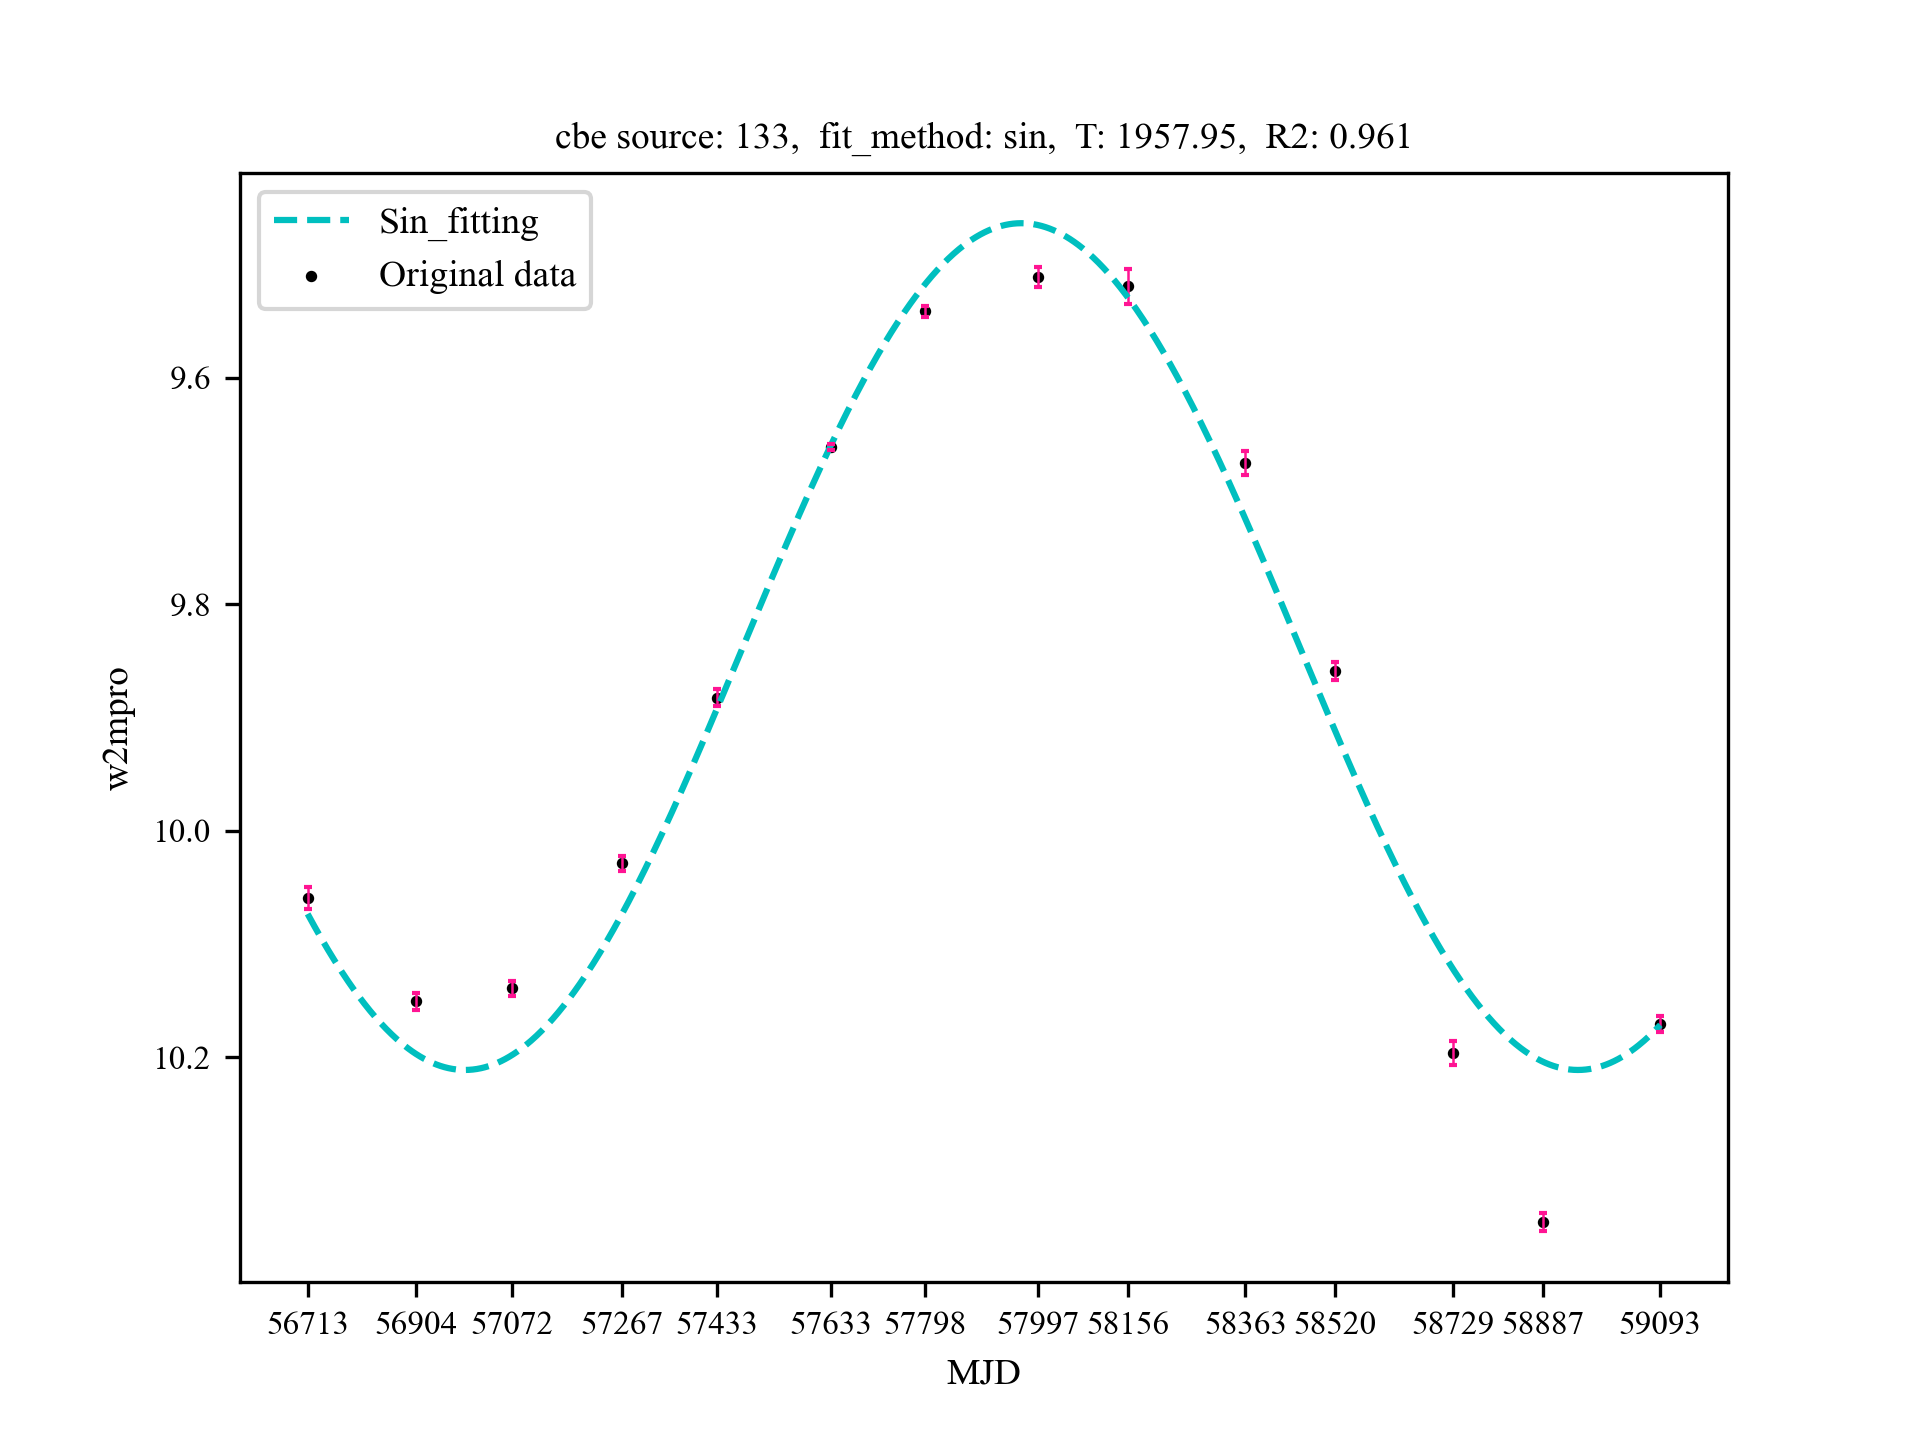 cbe source: 133,  fit_method: sin,  T: 1957.95,  R2: 0.961
Sin_fitting
Original data
9.6
9.8
10.0
10.2
w2mpro
56713 56904 57072 57267 57433 57633 57798 57997 58156 58363 58520 58729 58887 59093
MJD